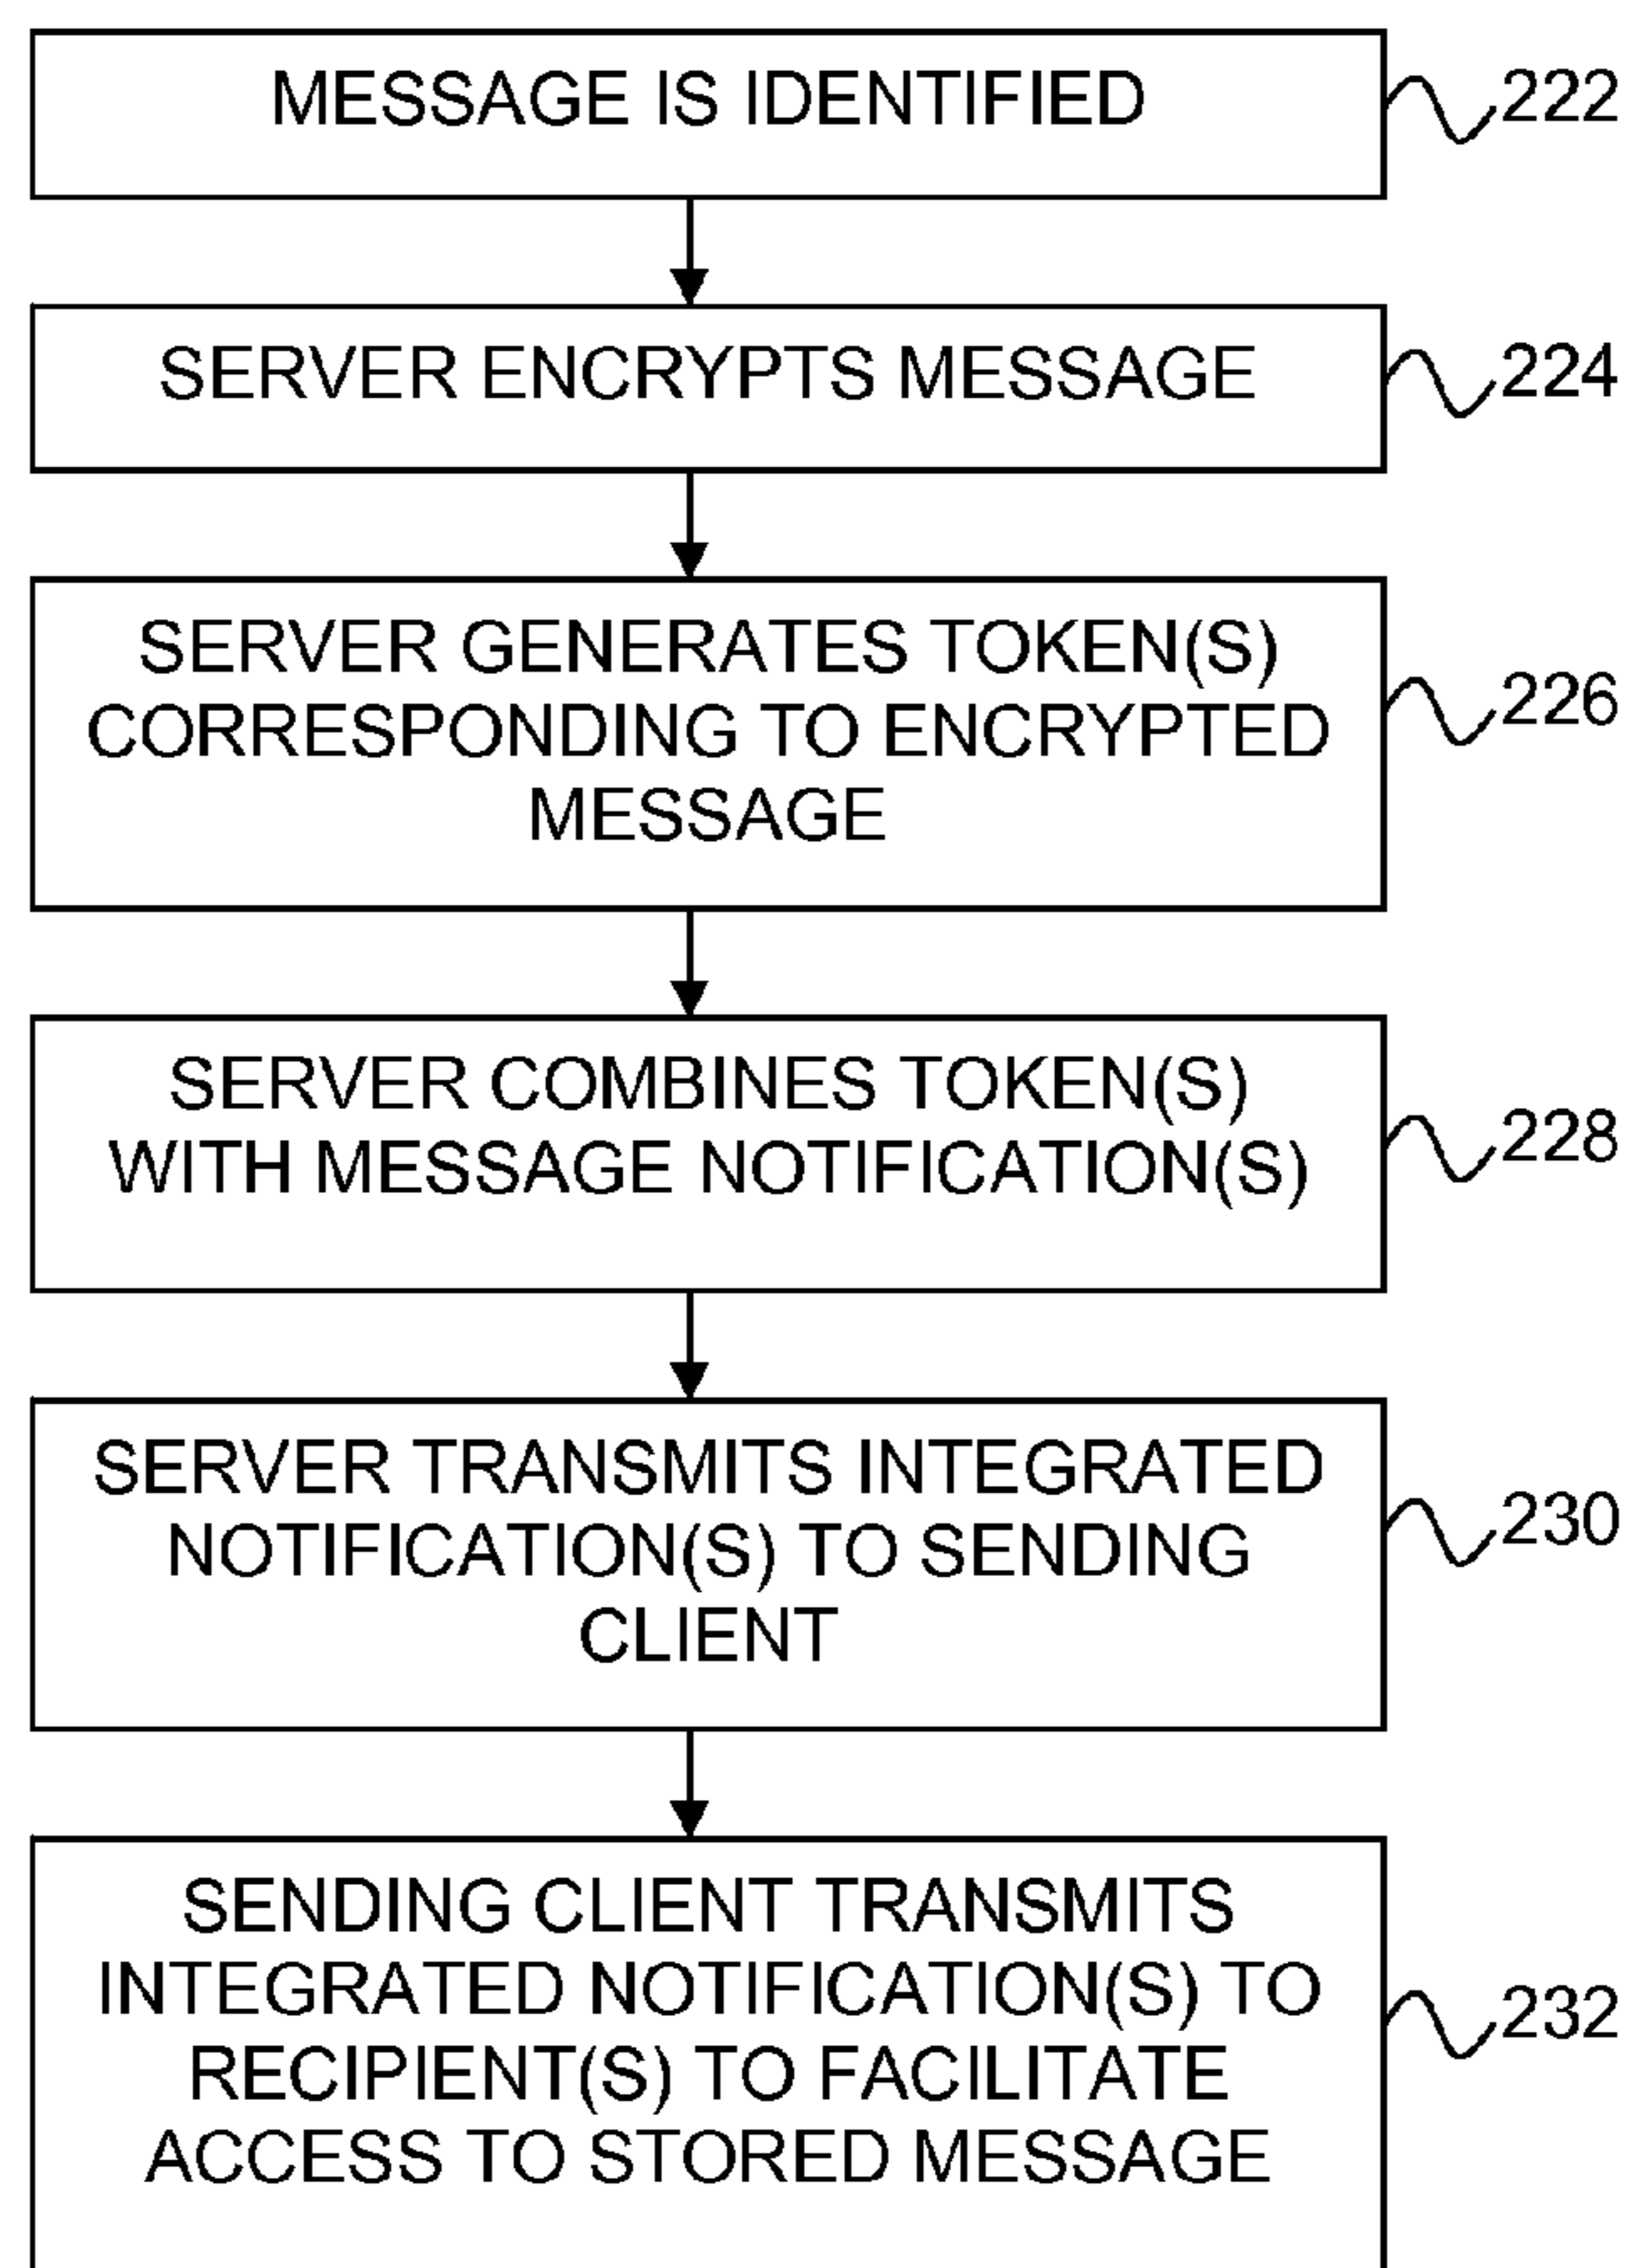 MESSAGE IS IDENTIFIED
222
SERVER ENCRYPTS MESSAGE
224
SERVER GENERATES TOKEN(S)
CORRESPONDING TO ENCRYPTED
MESSAGE
226
SERVER COMBINES TOKEN(S)
WITH MESSAGE NOTIFICATION(S)
228
SERVER TRANSMITS INTEGRATED
NOTIFICATION(S) TO SENDING
CLIENT
230
SENDING CLIENT TRANSMITS
INTEGRATED NOTIFICATION(S) TO
RECIPIENT(S) TO FACILITATE
ACCESS TO STORED MESSAGE
232